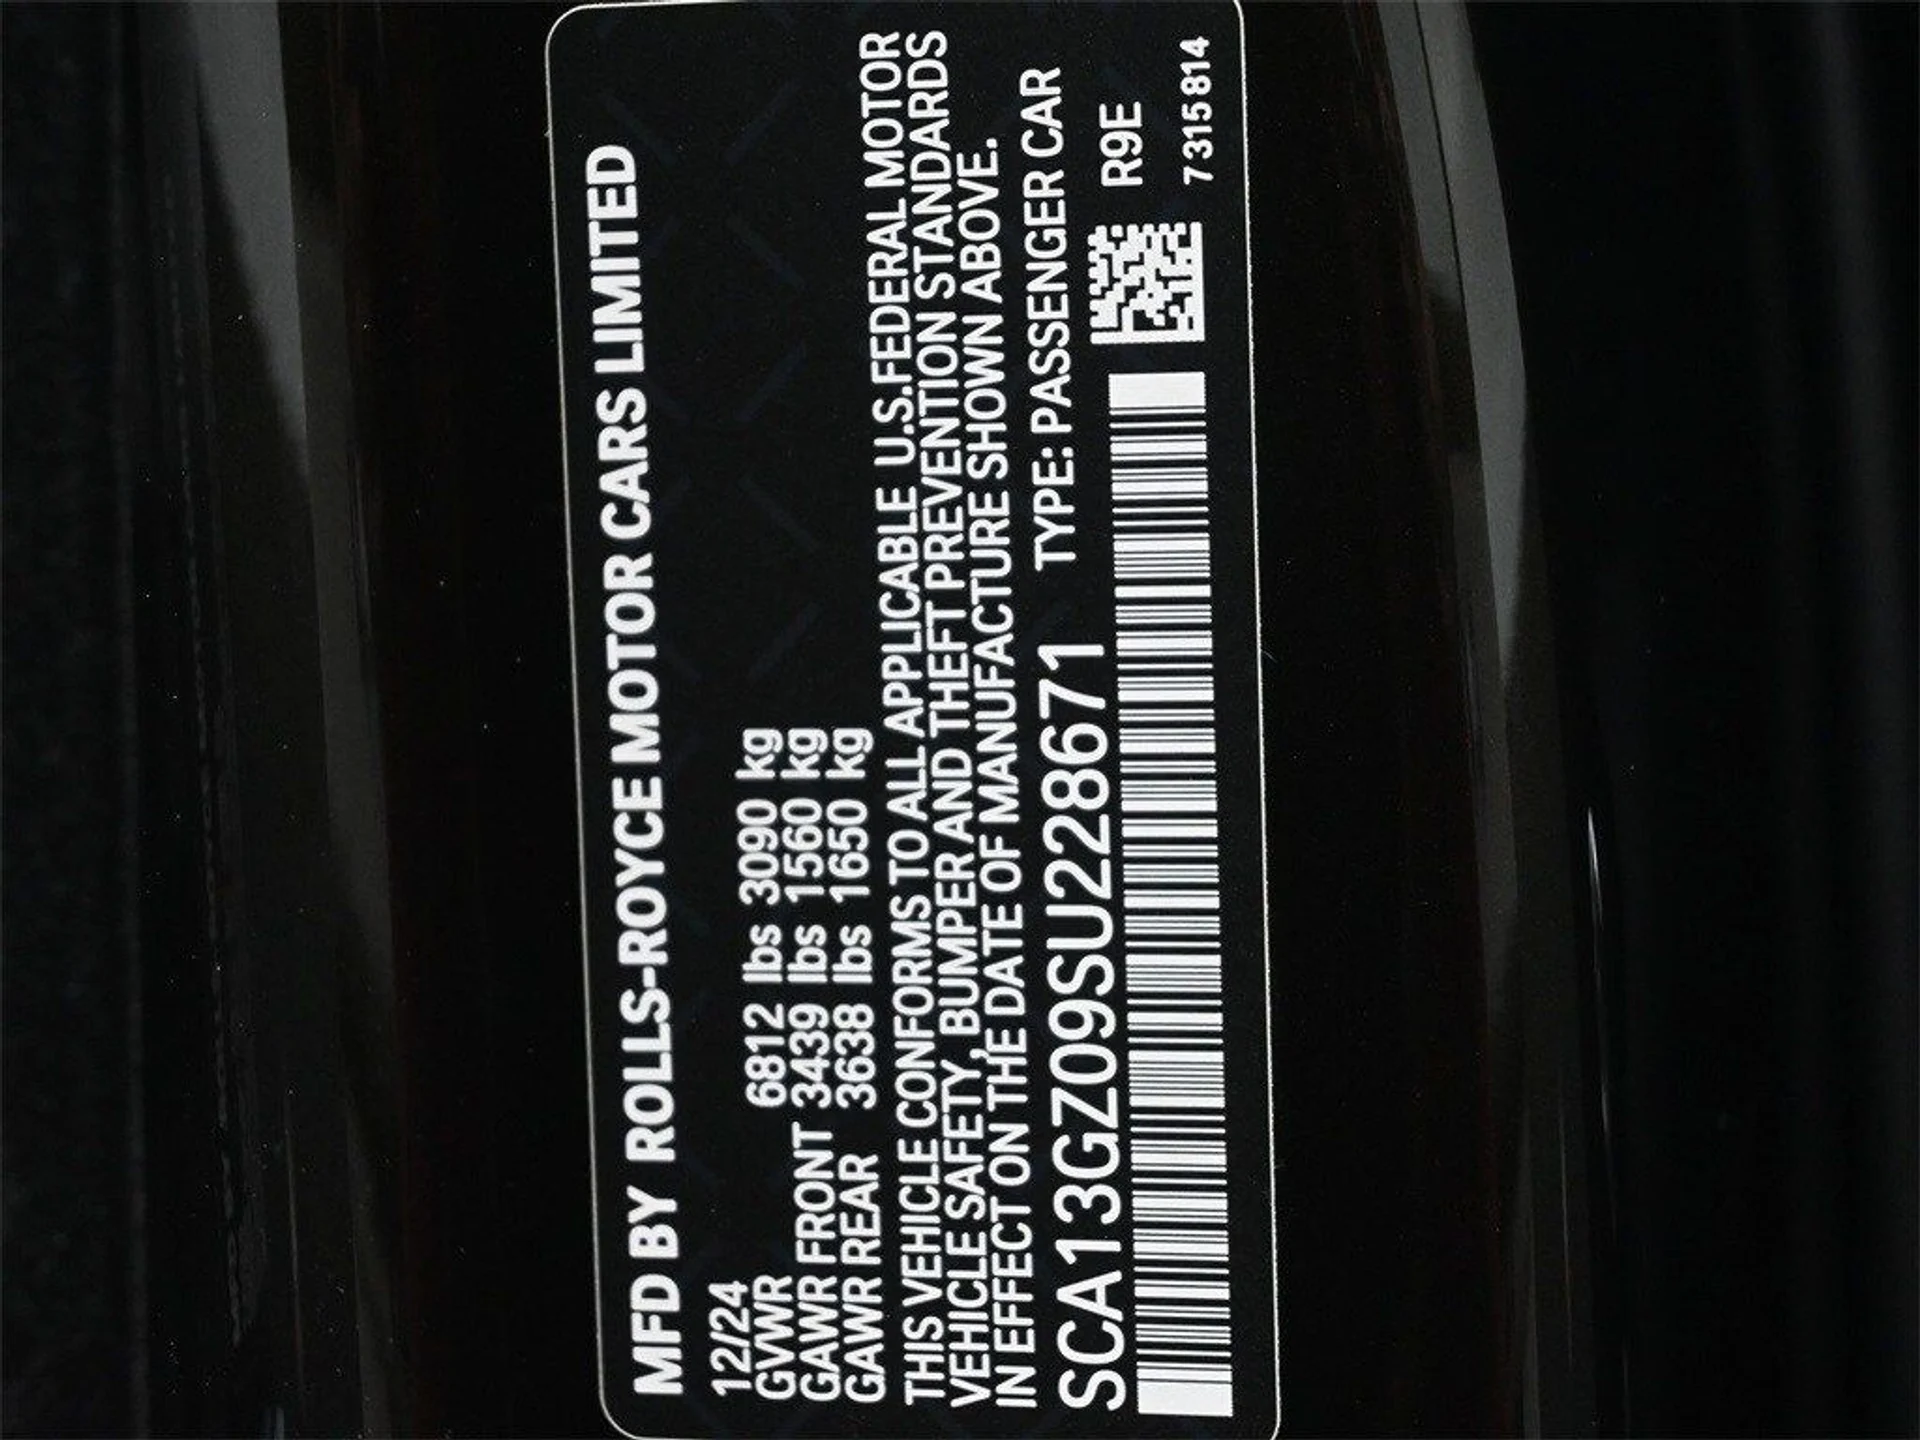 MFD BY ROLLS-ROYCE MOTOR CARS LIMITED
12/24
GVWR 6812 lbs 3090 kg
GAWR FRONT 3439 lbs 1560 kg
GAWR REAR 3638 lbs 1650 kg
THIS VEHICLE CONFORMS TO ALL APPLICABLE U.S.FEDERAL MOTOR
VEHICLE SAFETY, BUMPER AND THEFT PREVENTION STANDARDS
IN EFFECT ON THE DATE OF MANUFACTURE SHOWN ABOVE.
SCA13GZ09SU228671 TYPE: PASSENGER CAR
R9E
7315814